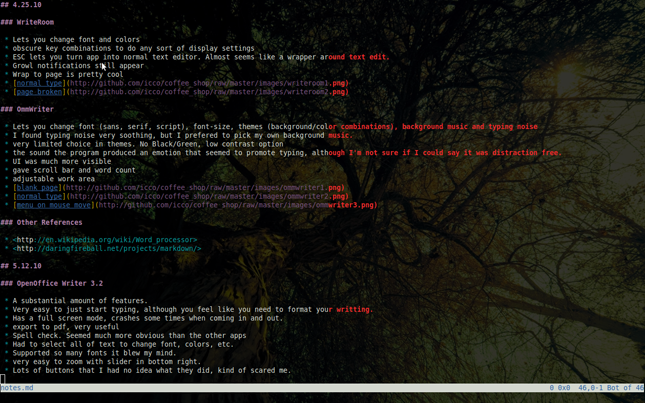 ## 4.25.10
### WriteRoom
* Lets you change font and colors
* obscure key combinations to do any sort of display settings
* ESC lets you turn app into normal text editor. Almost seems like a wrapper around text edit.
* Growl notifications still appear
* Wrap to page is pretty cool
* [normal type](http://github.com/icco/coffee_shop/raw/master/images/writeroom1.png)
* [page broken](http://github.com/icco/coffee_shop/raw/master/images/writeroom2.png)
### OmmWriter
* Lets you change font (sans, serif, script), font-size, themes (background/color combinations), background music and typing noise
* I found typing noise very soothing, but I prefered to pick my own background music.
* very limited choice in themes. No Black/Green, low contrast option
* the sound the program produced an emotion that seemed to promote typing, although I'm not sure if I could say it was distraction free.
* UI was much more visible
* gave scroll bar and word count
* adjustable work area
* [blank page](http://github.com/icco/coffee_shop/raw/master/images/ommwriter1.png)
* [normal type](http://github.com/icco/coffee_shop/raw/master/images/ommwriter2.png)
* [menu on mouse move](http://github.com/icco/coffee_shop/raw/master/images/ommwriter3.png)
### Other References
* <http://en.wikipedia.org/wiki/Word_processor>
* <http://daringfireball.net/projects/markdown/>
## 5.12.10
### OpenOffice Writer 3.2
* A substantial amount of features.
* Very easy to just start typing, although you feel like you need to format your writting.
* Has a full screen mode, crashes some times when coming in and out.
* export to pdf, very useful
* Spell check. Seemed much more obvious than the other apps
* Had to select all of text to change font, colors, etc.
* Supported so many fonts it blew my mind.
* very easy to zoom with slider in bottom right.
* Lots of buttons that I had no idea what they did, kind of scared me.
notes.md 0 0x0 46,0-1 Bot of 46